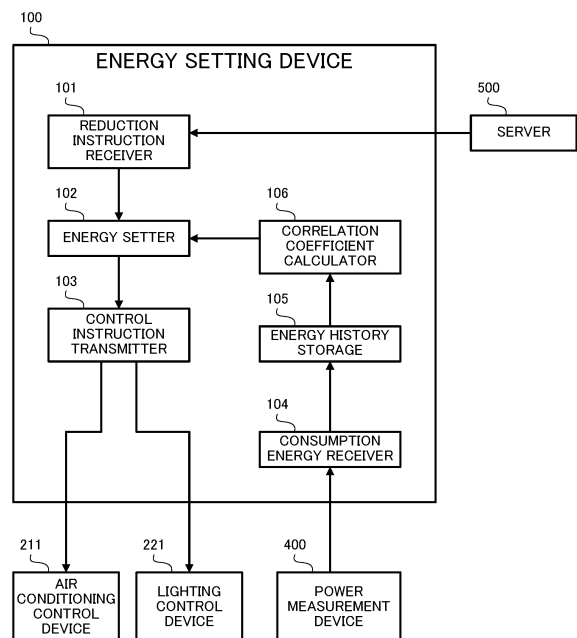 100
ENERGY SETTING DEVICE
101
REDUCTION
INSTRUCTION
RECEIVER
500
SERVER
102
ENERGY SETTER
106
CORRELATION
COEFFICIENT
CALCULATOR
103
CONTROL
INSTRUCTION
TRANSMITTER
105
ENERGY HISTORY
STORAGE
104
CONSUMPTION
ENERGY RECEIVER
211
AIR
CONDITIONING
CONTROL
DEVICE
221
LIGHTING
CONTROL
DEVICE
400
POWER
MEASUREMENT
DEVICE